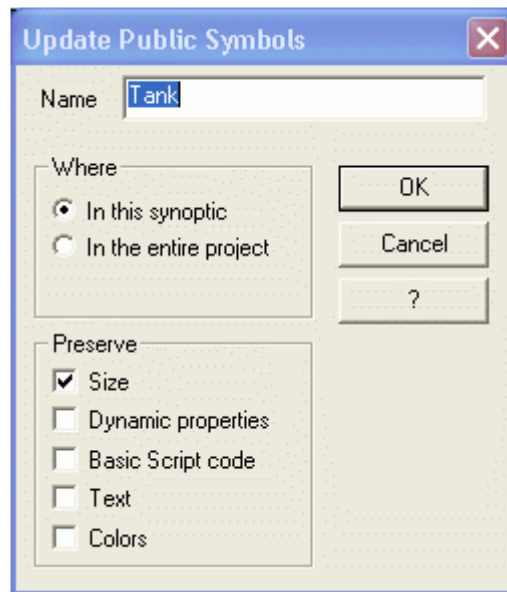 Update Public Symbols
Name Tank
Where
In this synoptic
In the entire project
OK
Cancel
?
Preserve
Size
Dynamic properties
Basic Script code
Text
Colors